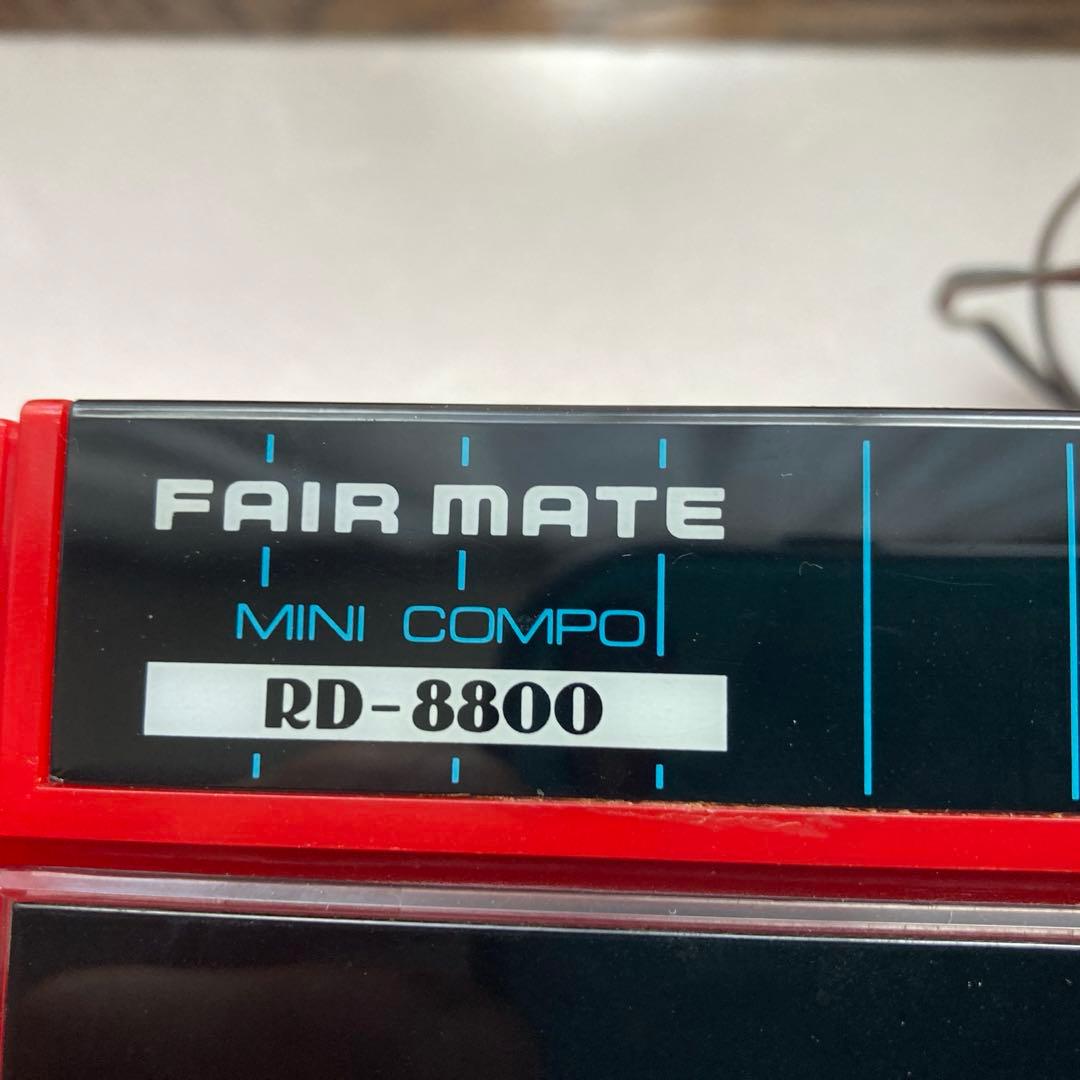 FAIR MATE
MINI COMPO
RD-8800